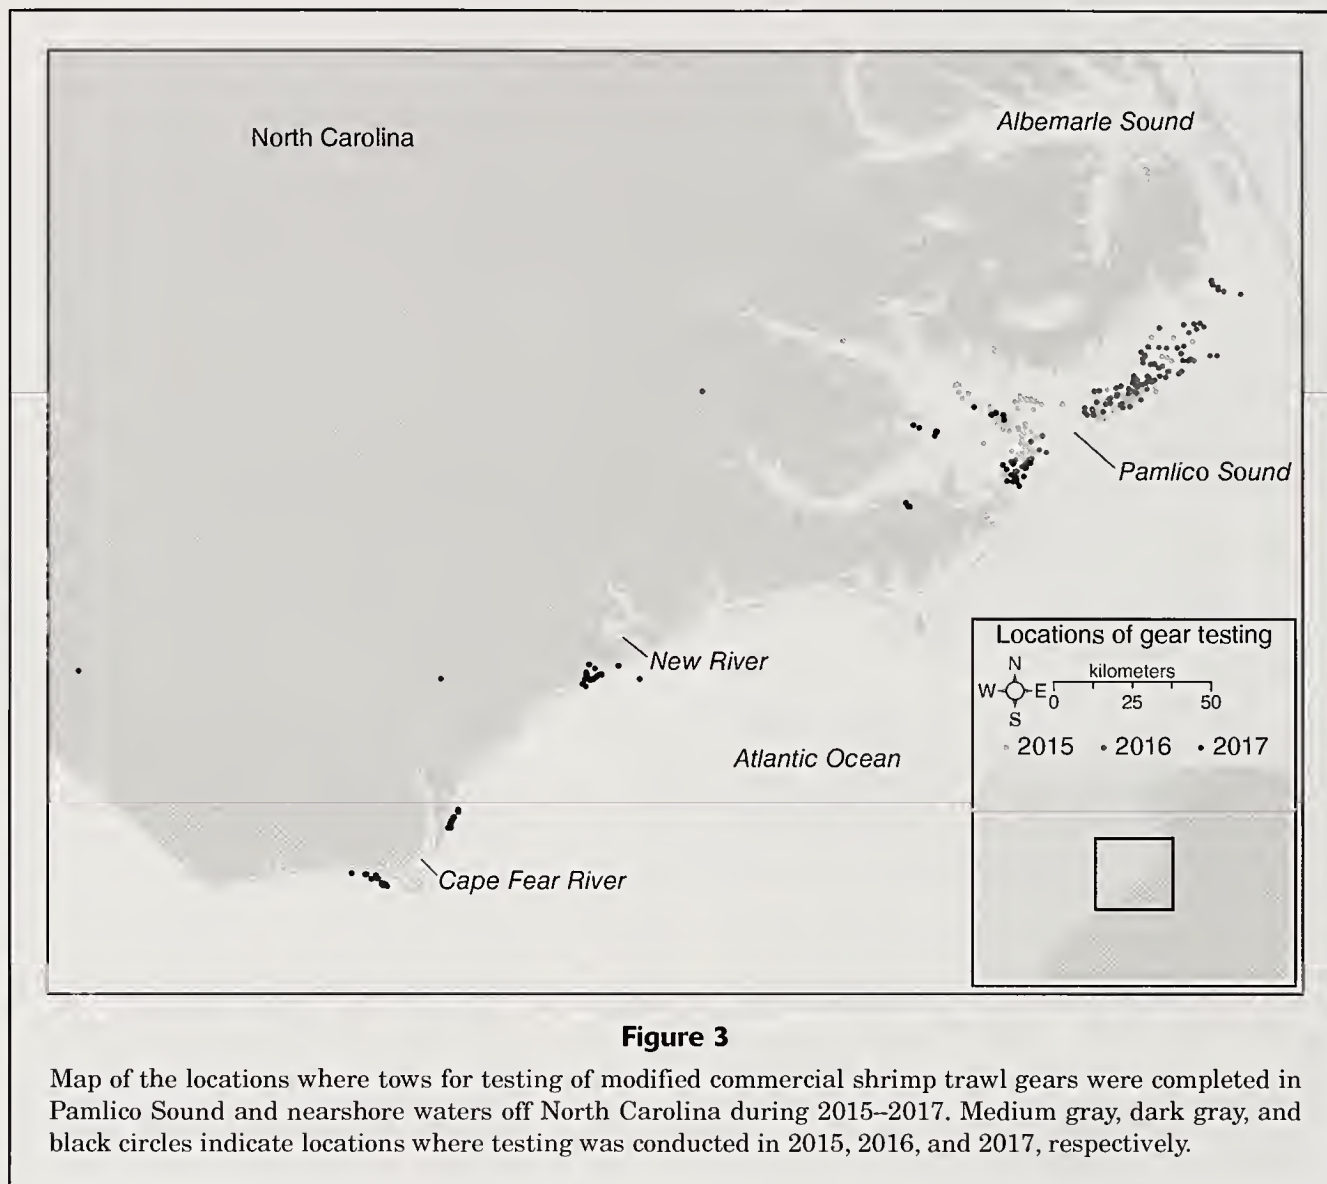 North Carolina
Albemarle Sound
Pamlico Sound
New River
Atlantic Ocean
Cape Fear River
Locations of gear testing
N
kilometers
W E
0 25 50
S
2015 2016 2017
Figure 3
Map of the locations where tows for testing of modified commercial shrimp trawl gears were completed in
Pamlico Sound and nearshore waters off North Carolina during 2015–2017. Medium gray, dark gray, and
black circles indicate locations where testing was conducted in 2015, 2016, and 2017, respectively.